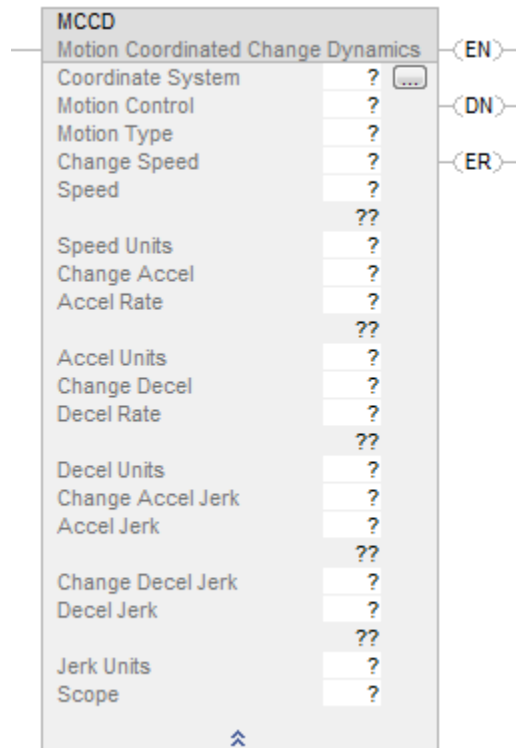 MCCD
Motion Coordinated Change Dynamics (EN)
Coordinate System ? ...
Motion Control ? (DN)
Motion Type ?
Change Speed ? (ER)
Speed ?
??
Speed Units ?
Change Accel ?
Accel Rate ?
??
Accel Units ?
Change Decel ?
Decel Rate ?
??
Decel Units ?
Change Accel Jerk ?
Accel Jerk ?
??
Change Decel Jerk ?
Decel Jerk ?
??
Jerk Units ?
Scope ?